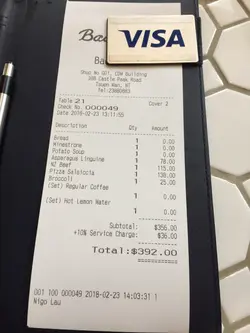 VISA
Shop No G01, CDW Building
388 Castle Peak Road
Tsuen Wan, NT
Table 21
Cover 2
Check No. 000049
DATE 2018-02-23 13:11:55
Description Qty Amount
Bread 1 0.00
Minestrone 1 0.00
Potato Soup 1 0.00
Asparagus Linguine 1 78.00
NZ Beef 1 115.00
Pizza Salsiccia 1 138.00
Broccoli 1 25.00
(Set) Regular Coffee
1 0.00
(Set) Hot Lemon Water
1 0.00
Subtotal: $356.00
+10% Service Charge: $36.00
Total:$392.00
001 100 000049 2018-02-23 14:03:31 !
Nigo Lau